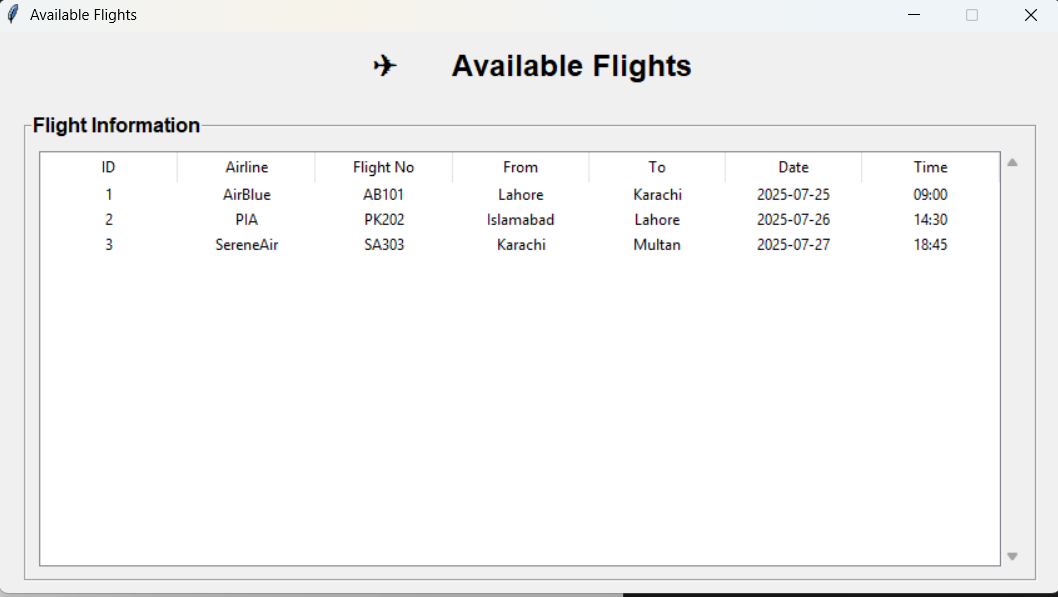 Available Flights
✈ Available Flights
Flight Information
ID Airline Flight No From To Date Time
1 AirBlue AB101 Lahore Karachi 2025-07-25 09:00
2 PIA PK202 Islamabad Lahore 2025-07-26 14:30
3 SereneAir SA303 Karachi Multan 2025-07-27 18:45